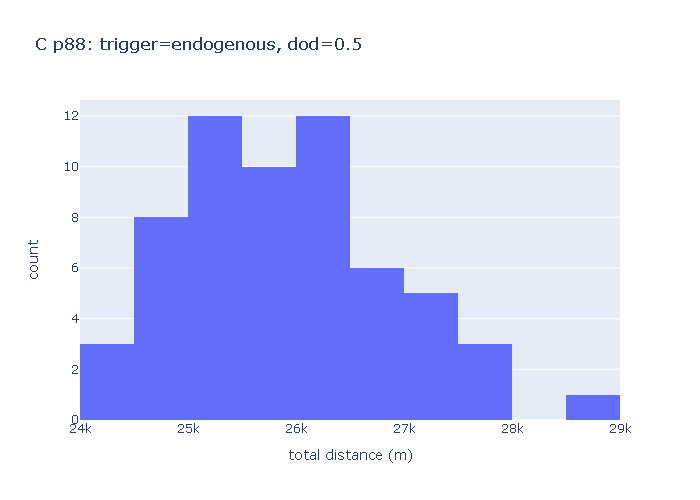 C p88: trigger=endogenous, dod=0.5
12
10
8
6
4
2
0
count
24k 25k 26k 27k 28k 29k
total distance (m)